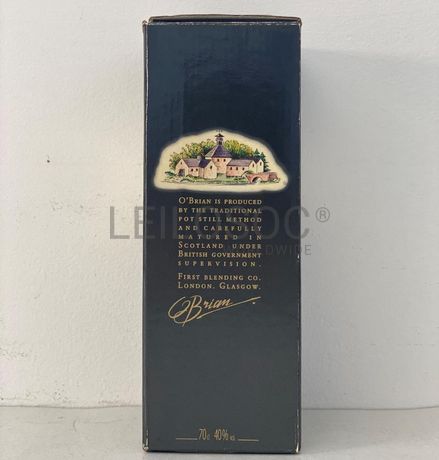 O'Brian is produced
by the traditional
pot still method
and carefully
matured in
Scotland under
British government
supervision.
First Blending Co.
London. Glasgow.
O'Brian
70cl 40% vol